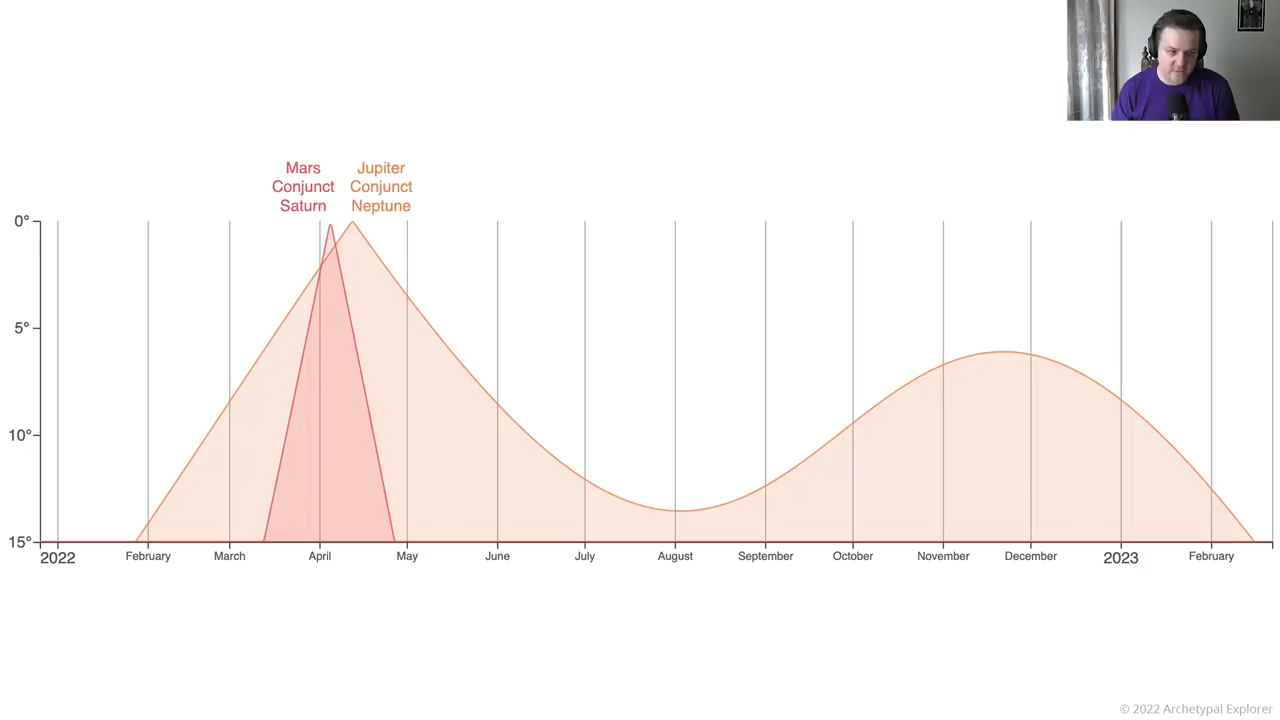 Mars
Conjunct
Saturn
Jupiter
Conjunct
Neptune
0°
5°
10°
15°
2022 February March April May June July August September October November December 2023 February
© 2022 Archetypal Explorer